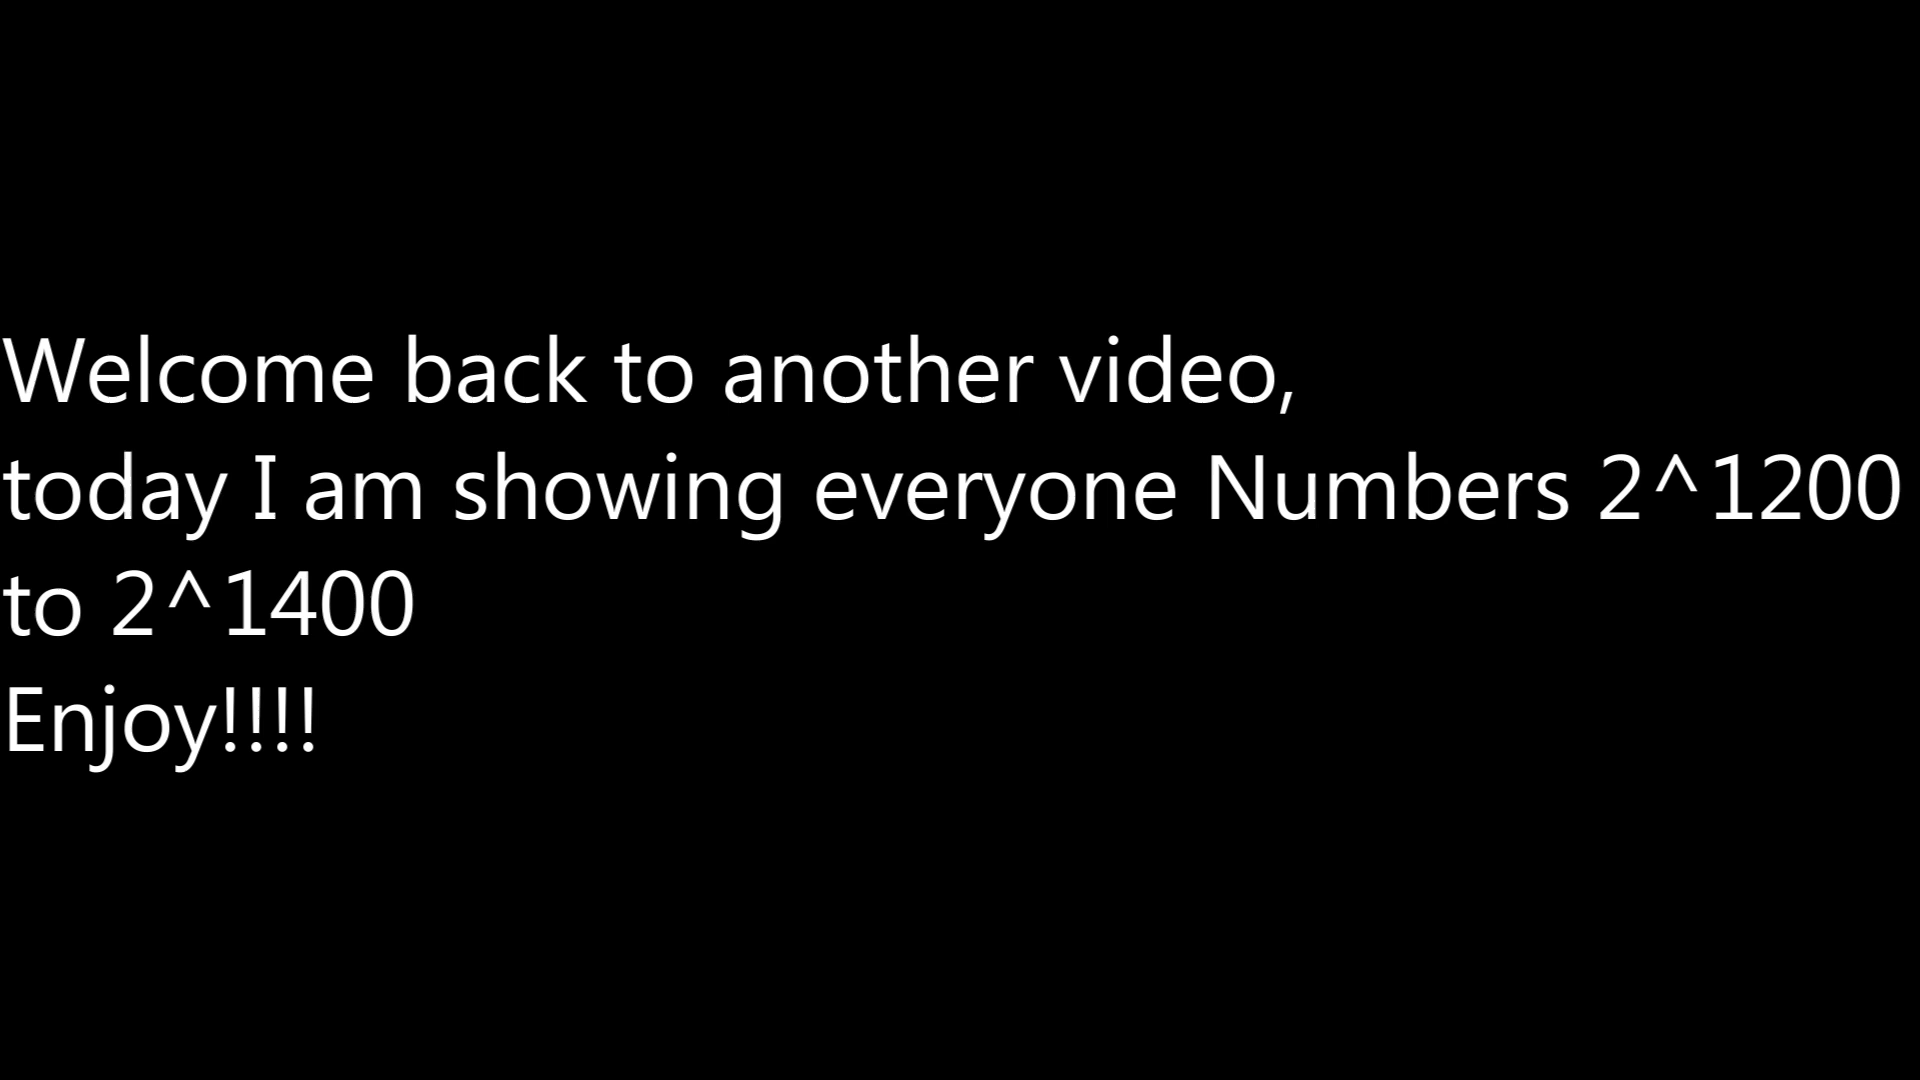 Welcome back to another video,
today I am showing everyone Numbers 2^1200
to 2^1400
Enjoy!!!!